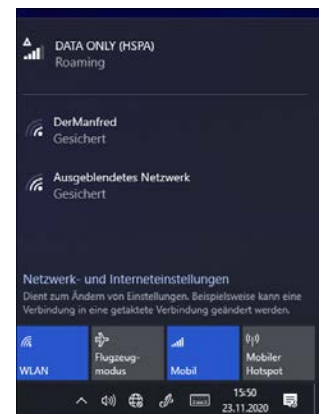 DATA ONLY (HSPA)
Roaming
DerManfred
Gesichert
Ausgeblendetes Netzwerk
Gesichert
Netzwerk- und Interneteinstellungen
Dient zum Ändern von Einstellungen. Beispielsweise kann eine
Verbindung in eine getaktete Verbindung geändert werden.
WLAN
Flugzeug-
modus
Mobil
Mobiler
Hotspot
15:50
23.11.2020